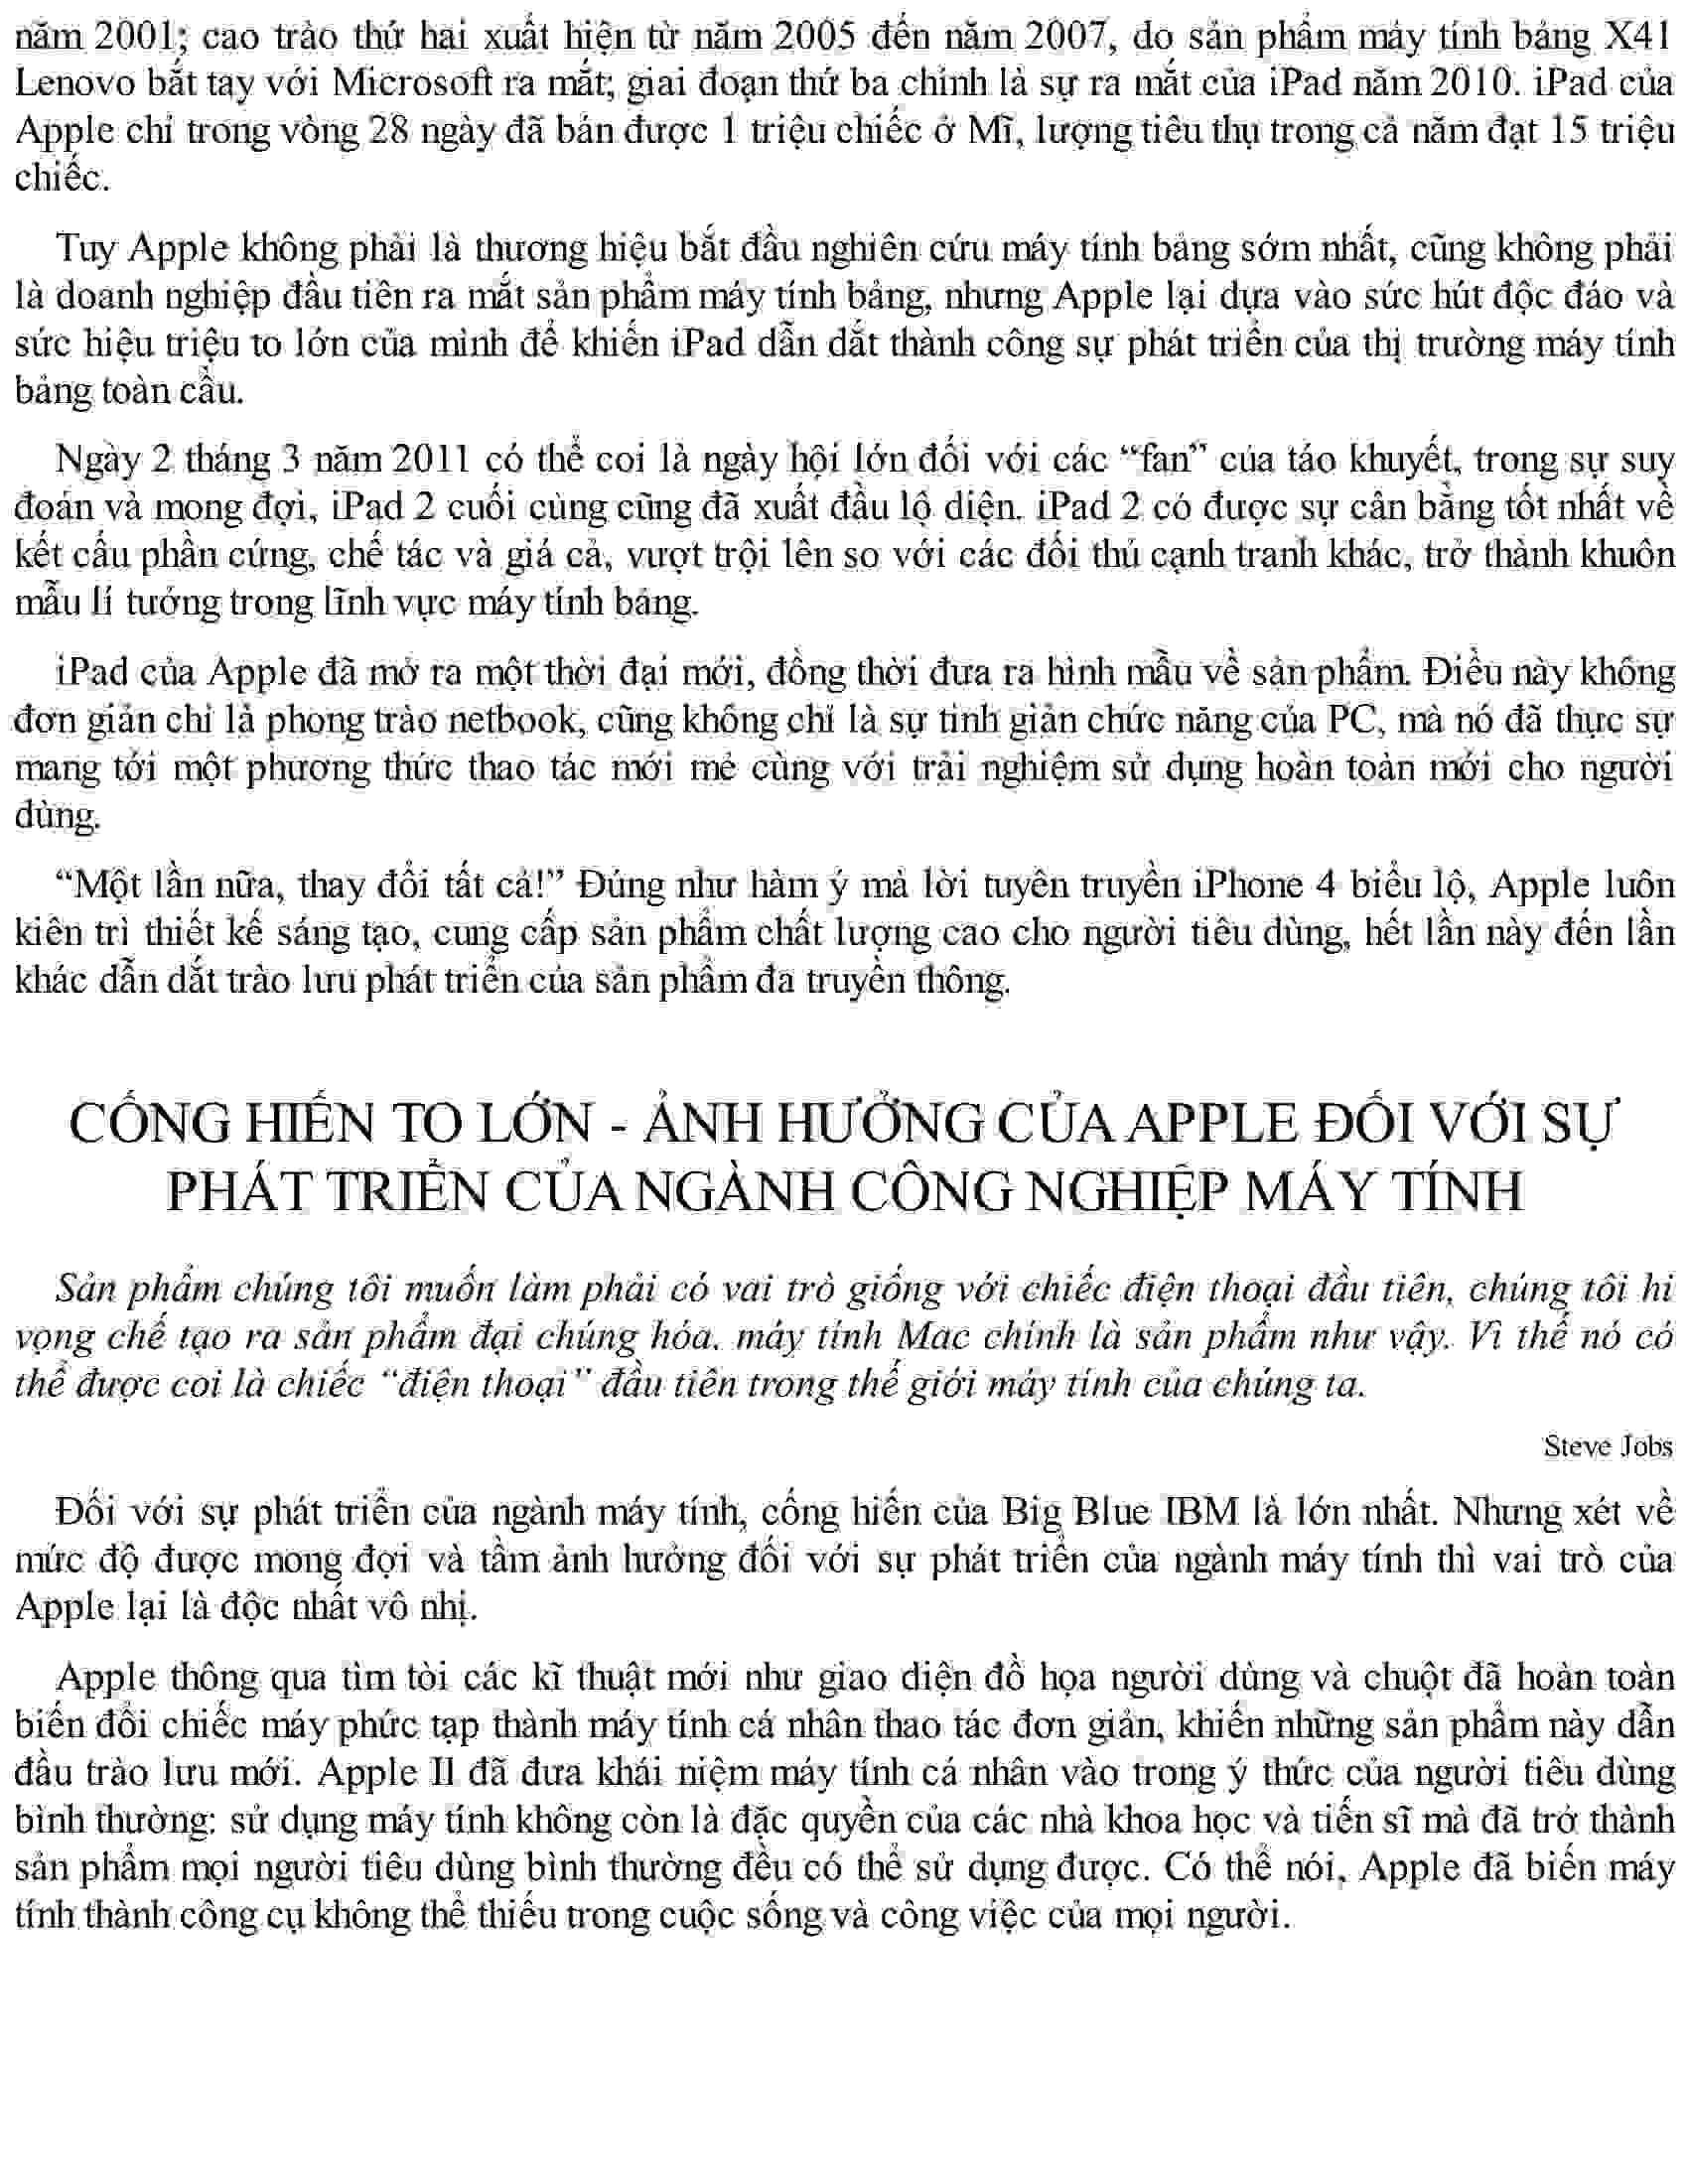 năm 2001; cao trào thứ hai xuất hiện từ năm 2005 đến năm 2007, do sản phẩm máy tính bảng X41
Lenovo bắt tay với Microsoft ra mắt; giai đoạn thứ ba chính là sự ra mắt của iPad năm 2010. iPad của
Apple chỉ trong vòng 28 ngày đã bán được 1 triệu chiếc ở Mĩ, lượng tiêu thụ trong cả năm đạt 15 triệu
chiếc.
Tuy Apple không phải là thương hiệu bắt đầu nghiên cứu máy tính bảng sớm nhất, cũng không phải
là doanh nghiệp đầu tiên ra mắt sản phẩm máy tính bảng, nhưng Apple lại dựa vào sức hút độc đáo và
sức hiệu triệu to lớn của mình để khiến iPad dẫn dắt thành công sự phát triển của thị trường máy tính
bảng toàn cầu.
Ngày 2 tháng 3 năm 2011 có thể coi là ngày hội lớn đối với các “fan” của táo khuyết, trong sự suy
đoán và mong đợi, iPad 2 cuối cùng cũng đã xuất đầu lộ diện. iPad 2 có được sự cân bằng tốt nhất về
kết cấu phần cứng, chế tác và giá cả, vượt trội lên so với các đối thủ cạnh tranh khác, trở thành khuôn
mẫu lí tưởng trong lĩnh vực máy tính bảng.
iPad của Apple đã mở ra một thời đại mới, đồng thời đưa ra hình mẫu về sản phẩm. Điều này không
đơn giản chỉ là phong trào netbook, cũng không chỉ là sự tinh giản chức năng của PC, mà nó đã thực sự
mang tới một phương thức thao tác mới mẻ cùng với trải nghiệm sử dụng hoàn toàn mới cho người
dùng.
“Một lần nữa, thay đổi tất cả!” Đúng như hàm ý mà lời tuyên truyền iPhone 4 biểu lộ, Apple luôn
kiên trì thiết kế sáng tạo, cung cấp sản phẩm chất lượng cao cho người tiêu dùng, hết lần này đến lần
khác dẫn dắt trào lưu phát triển của sản phẩm đa truyền thông.
CỐNG HIẾN TO LỚN - ẢNH HƯỞNG CỦA APPLE ĐỐI VỚI SỰ
PHÁT TRIỂN CỦA NGÀNH CÔNG NGHIỆP MÁY TÍNH
Sản phẩm chúng tôi muốn làm phải có vai trò giống với chiếc điện thoại đầu tiên, chúng tôi hi
vọng chế tạo ra sản phẩm đại chúng hóa, máy tính Mac chính là sản phẩm như vậy. Vì thế nó có
thể được coi là chiếc “điện thoại” đầu tiên trong thế giới máy tính của chúng ta.
Steve Jobs
Đối với sự phát triển của ngành máy tính, cống hiến của Big Blue IBM là lớn nhất. Nhưng xét về
mức độ được mong đợi và tầm ảnh hưởng đối với sự phát triển của ngành máy tính thì vai trò của
Apple lại là độc nhất vô nhị.
Apple thông qua tìm tòi các kĩ thuật mới như giao diện đồ họa người dùng và chuột đã hoàn toàn
biến đổi chiếc máy phức tạp thành máy tính cá nhân thao tác đơn giản, khiến những sản phẩm này dẫn
đầu trào lưu mới. Apple II đã đưa khái niệm máy tính cá nhân vào trong ý thức của người tiêu dùng
bình thường: sử dụng máy tính không còn là đặc quyền của các nhà khoa học và tiến sĩ mà đã trở thành
sản phẩm mọi người tiêu dùng bình thường đều có thể sử dụng được. Có thể nói, Apple đã biến máy
tính thành công cụ không thể thiếu trong cuộc sống và công việc của mọi người.